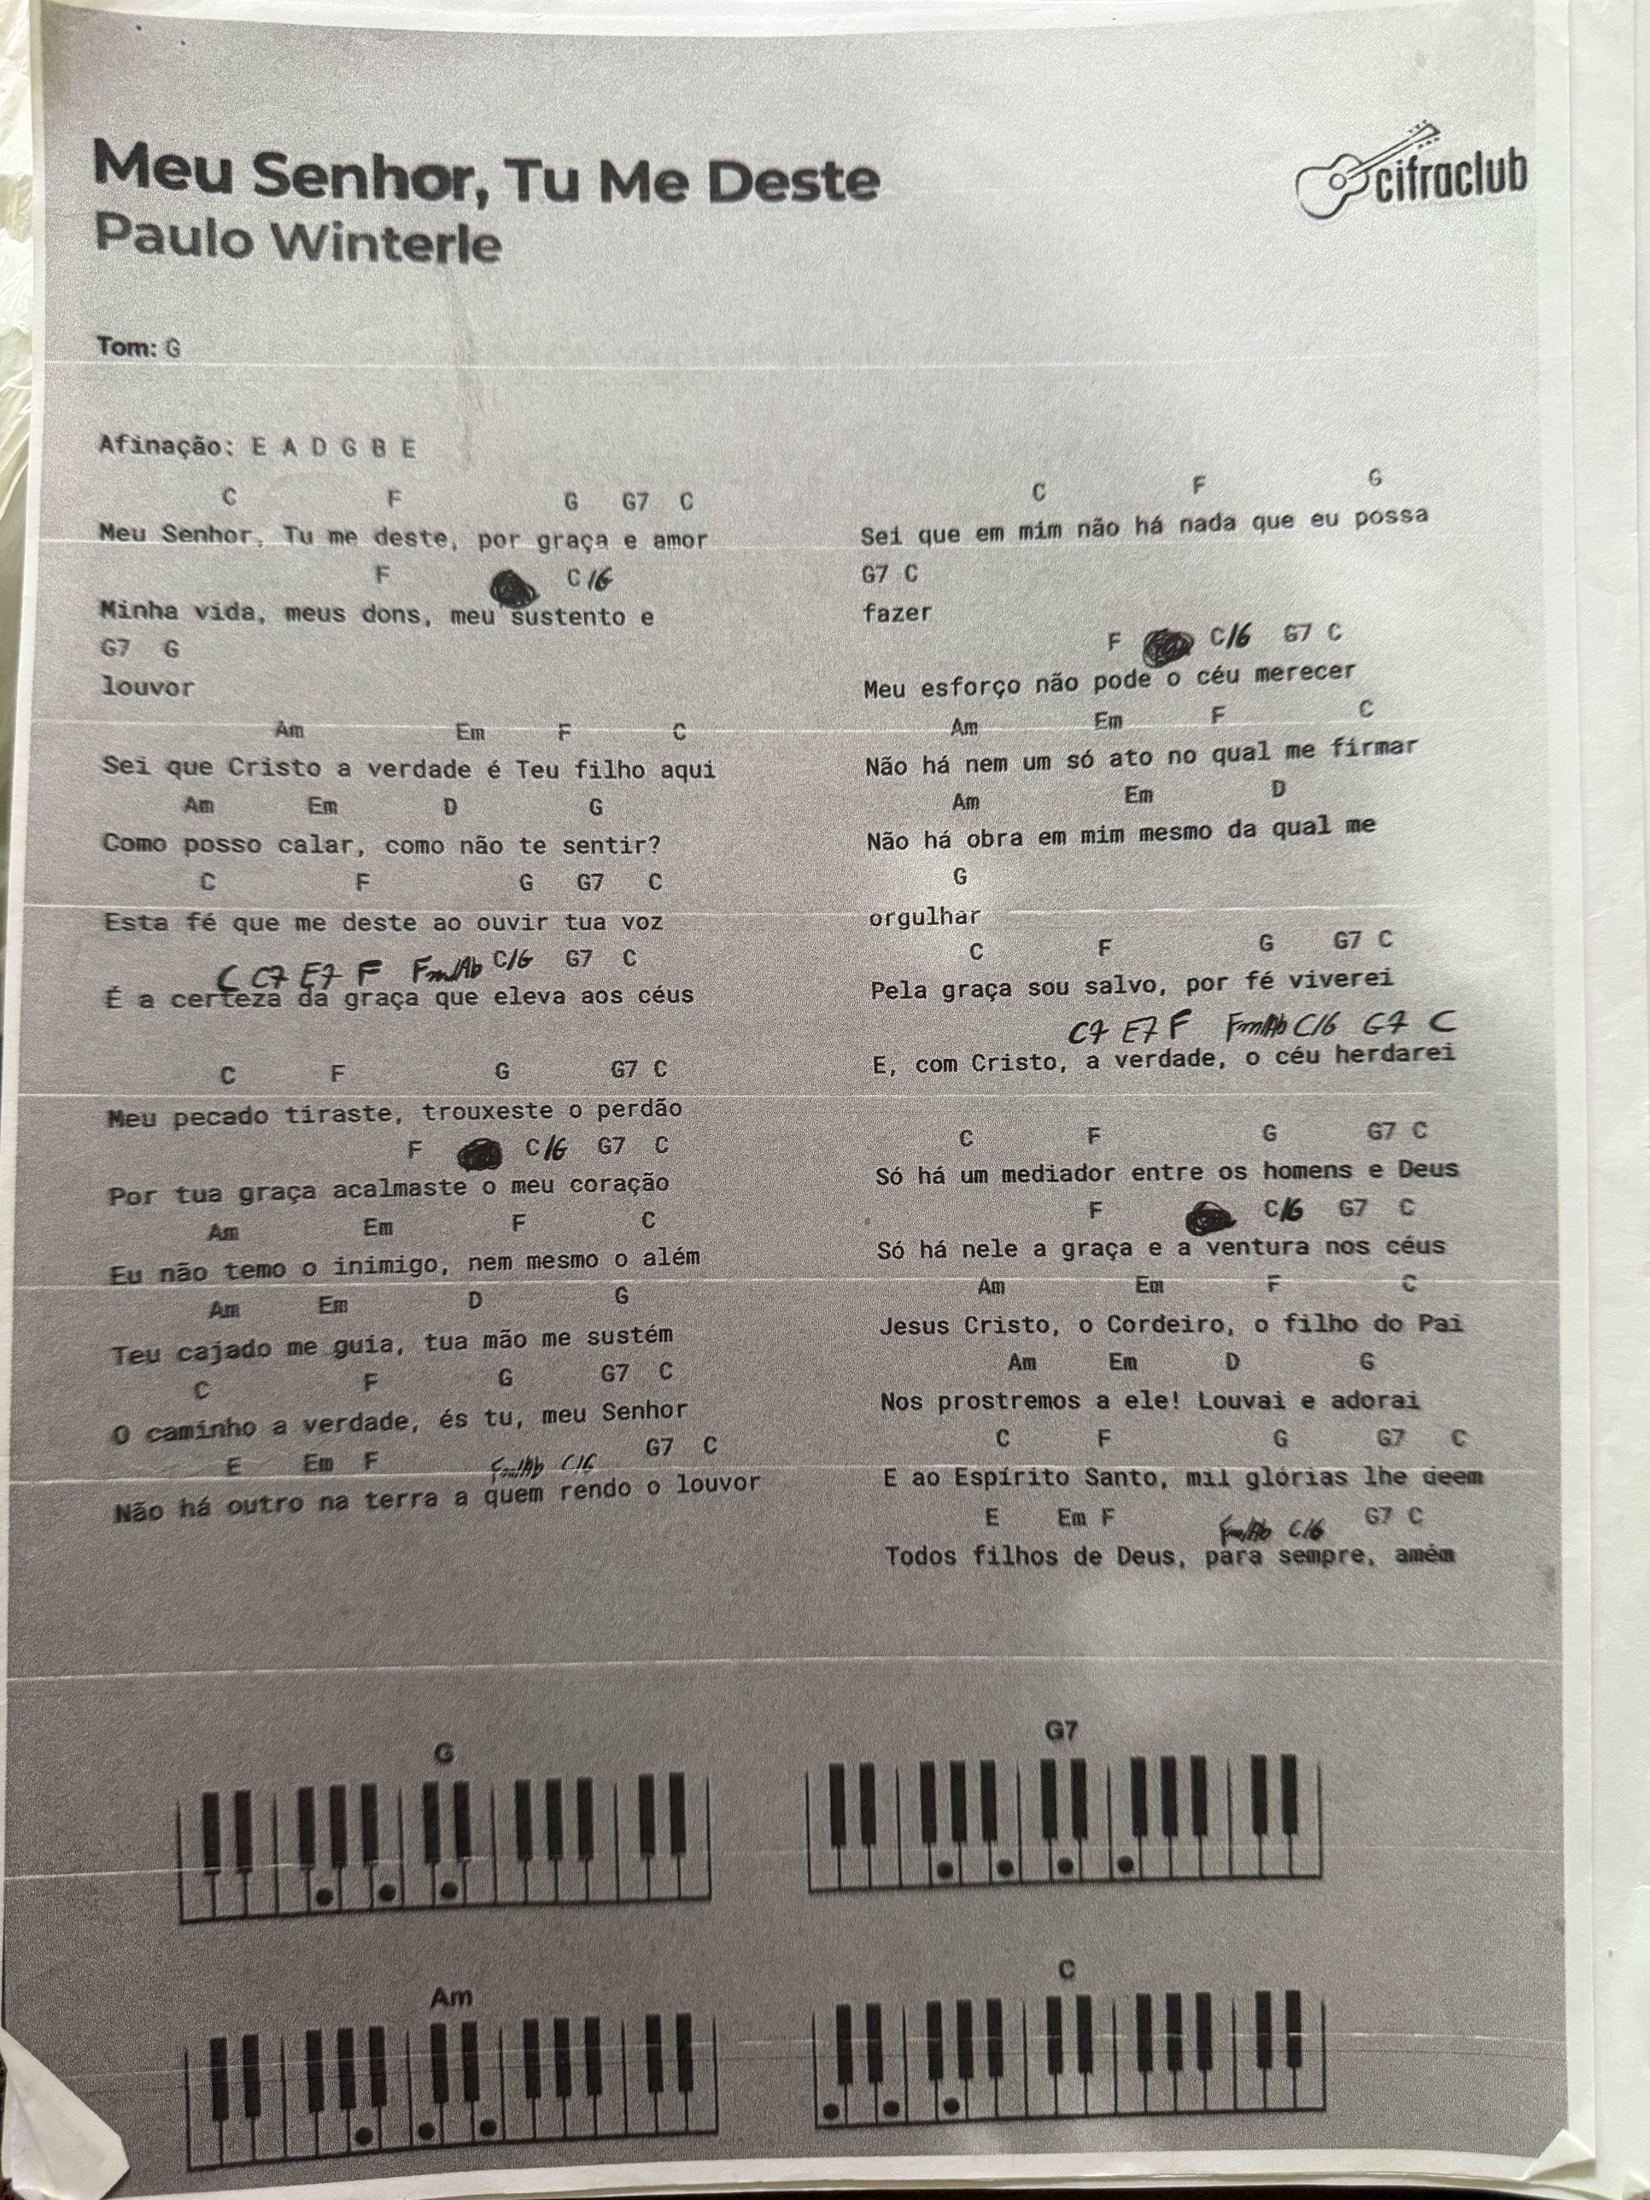 Meu Senhor, Tu Me Deste
Paulo Winterle
cifraclub
Tom: G
Afinação: E A D G B E
C F G G7 C
Meu Senhor, Tu me deste, por graça e amor
F C/G
Minha vida, meus dons, meu sustento e
G7 G
louvor
Am Em F C
Sei que Cristo a verdade é Teu filho aqui
Am Em D G
Como posso calar, como não te sentir?
C F G G7 C
Esta fé que me deste ao ouvir tua voz
C C7 E7 F Fm/Ab C/G G7 C
É a certeza da graça que eleva aos céus
C F G G7 C
Meu pecado tiraste, trouxeste o perdão
F C/G G7 C
Por tua graça acalmaste o meu coração
Am Em F C
Eu não temo o inimigo, nem mesmo o além
Am Em D G
Teu cajado me guia, tua mão me sustém
C F G G7 C
O caminho a verdade, és tu, meu Senhor
E Em F Fm/Ab C/G G7 C
Não há outro na terra a quem rendo o louvor
C F G
Sei que em mim não há nada que eu possa
G7 C
fazer
F C/G G7 C
Meu esforço não pode o céu merecer
Am Em F C
Não há nem um só ato no qual me firmar
Am Em D
Não há obra em mim mesmo da qual me
G
orgulhar
C F G G7 C
Pela graça sou salvo, por fé viverei
C7 E7 F Fm/Ab C/G G7 C
E, com Cristo, a verdade, o céu herdarei
C F G G7 C
Só há um mediador entre os homens e Deus
F C/G G7 C
Só há nele a graça e a ventura nos céus
Am Em F C
Jesus Cristo, o Cordeiro, o filho do Pai
Am Em D G
Nos prostremos a ele! Louvai e adorai
C F G G7 C
E ao Espírito Santo, mil glórias lhe deem
E Em F Fm/Ab C/G G7 C
Todos filhos de Deus, para sempre, amém
G G7
Am C